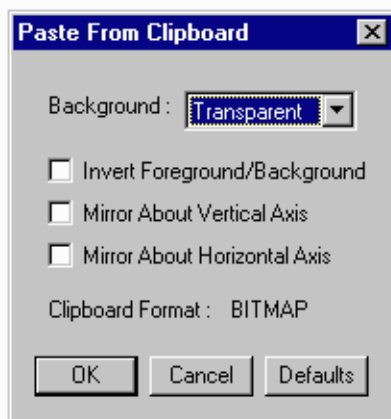 Paste From Clipboard
Background : Transparent
Invert Foreground/Background
Mirror About Vertical Axis
Mirror About Horizontal Axis
Clipboard Format : BITMAP
OK Cancel Defaults